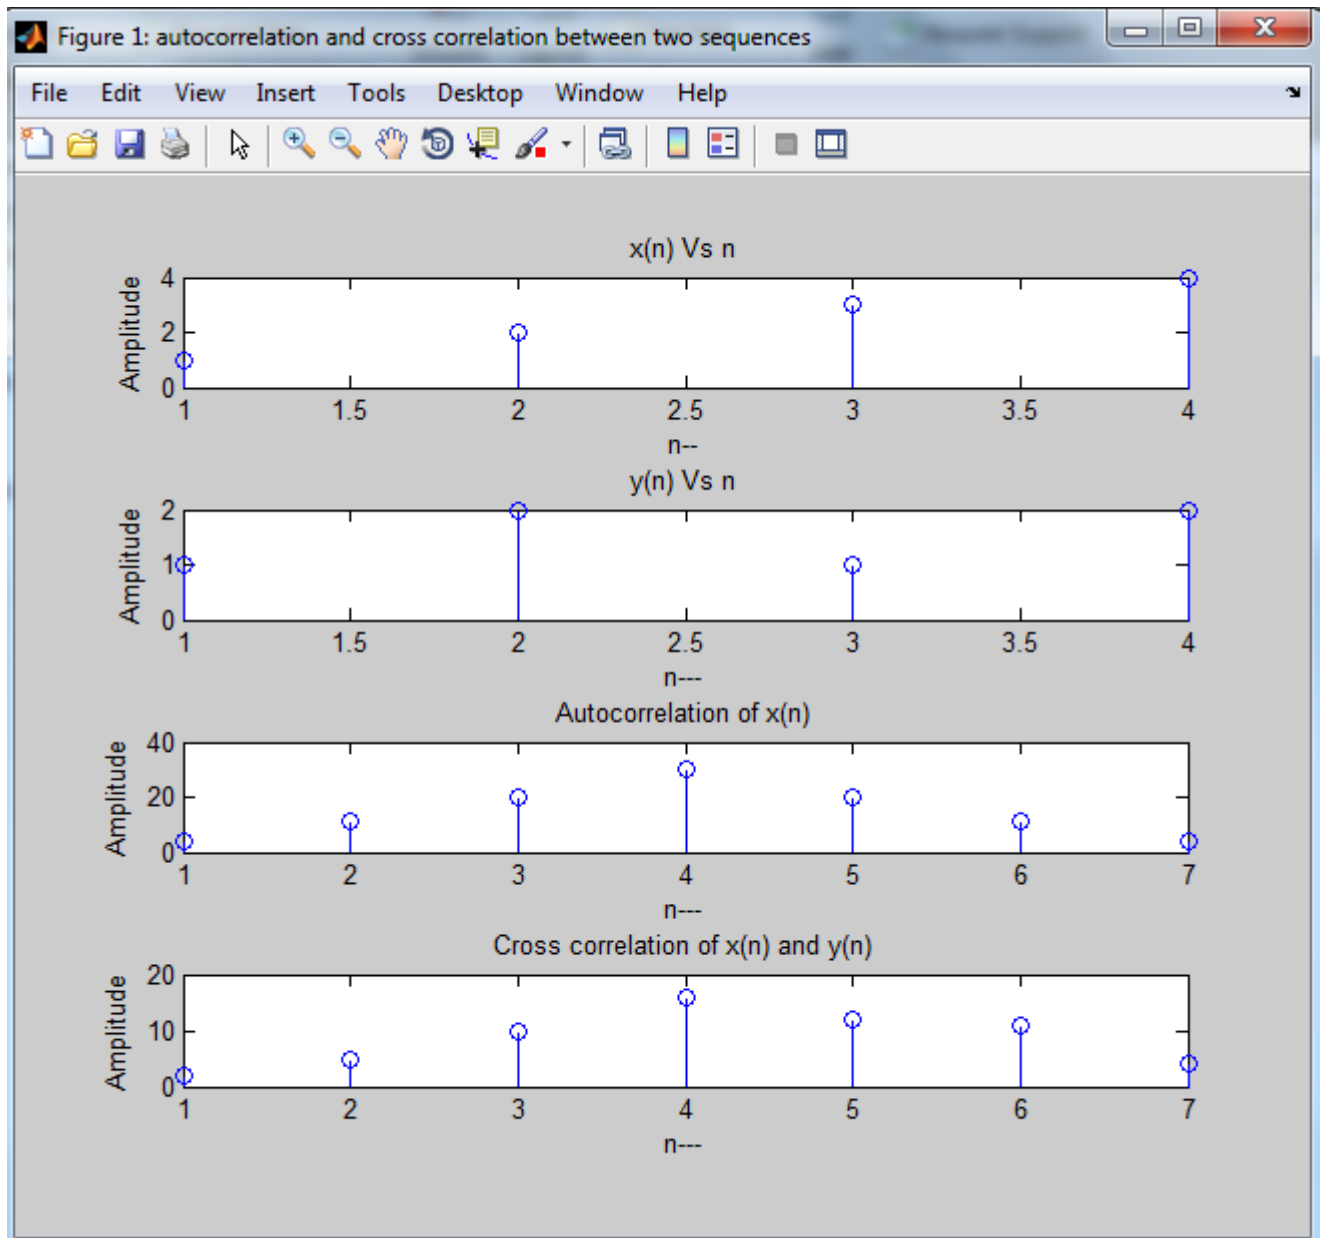 Figure 1: autocorrelation and cross correlation between two sequences
File Edit View Insert Tools Desktop Window Help
x(n) Vs n
Amplitude
4
2
0
1 1.5 2 2.5 3 3.5 4
n--
y(n) Vs n
Amplitude
2
1
0
1 1.5 2 2.5 3 3.5 4
n---
Autocorrelation of x(n)
Amplitude
40
20
0
1 2 3 4 5 6 7
n---
Cross correlation of x(n) and y(n)
Amplitude
20
10
0
1 2 3 4 5 6 7
n---